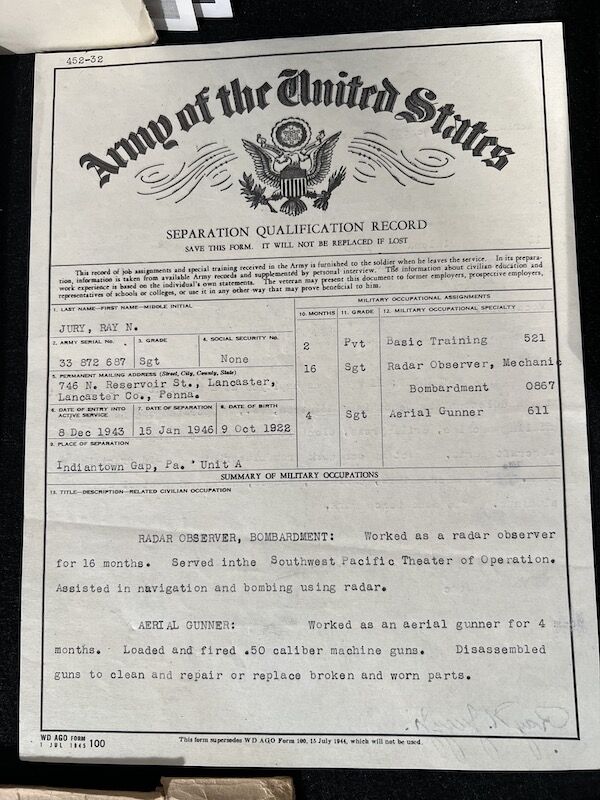 452-32
Army of the United States
SEPARATION QUALIFICATION RECORD
SAVE THIS FORM. IT WILL NOT BE REPLACED IF LOST
This record of job assignments and special training received in the Army is furnished to the soldier when he leaves the service. In its prepara-
tion, information is taken from available Army records and supplemented by personal interview. The information about civilian education and
work experience is based on the individual's own statements. The veteran may present this document to former employers, prospective employers,
representatives of schools or colleges, or use it in any other way that may prove beneficial to him.
1. LAST NAME—FIRST NAME—MIDDLE INITIAL
JURY, RAY N.
2. ARMY SERIAL No. 3. GRADE 4. SOCIAL SECURITY No.
33 872 687 Sgt None
5. PERMANENT MAILING ADDRESS (Street, City, County, State)
746 N. Reservoir St., Lancaster,
Lancaster Co., Penna.
6. DATE OF ENTRY INTO ACTIVE SERVICE 7. DATE OF SEPARATION 8. DATE OF BIRTH
8 Dec 1943 15 Jan 1946 9 Oct 1922
9. PLACE OF SEPARATION
Indiantown Gap, Pa. Unit A
MILITARY OCCUPATIONAL ASSIGNMENTS
10. MONTHS 11. GRADE 12. MILITARY OCCUPATIONAL SPECIALTY
2 Pvt Basic Training 521
16 Sgt Radar Observer, Mechanic
Bombardment 0867
4 Sgt Aerial Gunner 611
SUMMARY OF MILITARY OCCUPATIONS
13. TITLE—DESCRIPTION—RELATED CIVILIAN OCCUPATION
RADAR OBSERVER, BOMBARDMENT: Worked as a radar observer
for 16 months. Served inthe Southwest Pacific Theater of Operation.
Assisted in navigation and bombing using radar.
AERIAL GUNNER: Worked as an aerial gunner for 4
months. Loaded and fired .50 caliber machine guns. Disassembled
guns to clean and repair or replace broken and worn parts.
WD AGO FORM
1 JUL 1945 100
This form supersedes WD AGO Form 100, 15 July 1944, which will not be used.